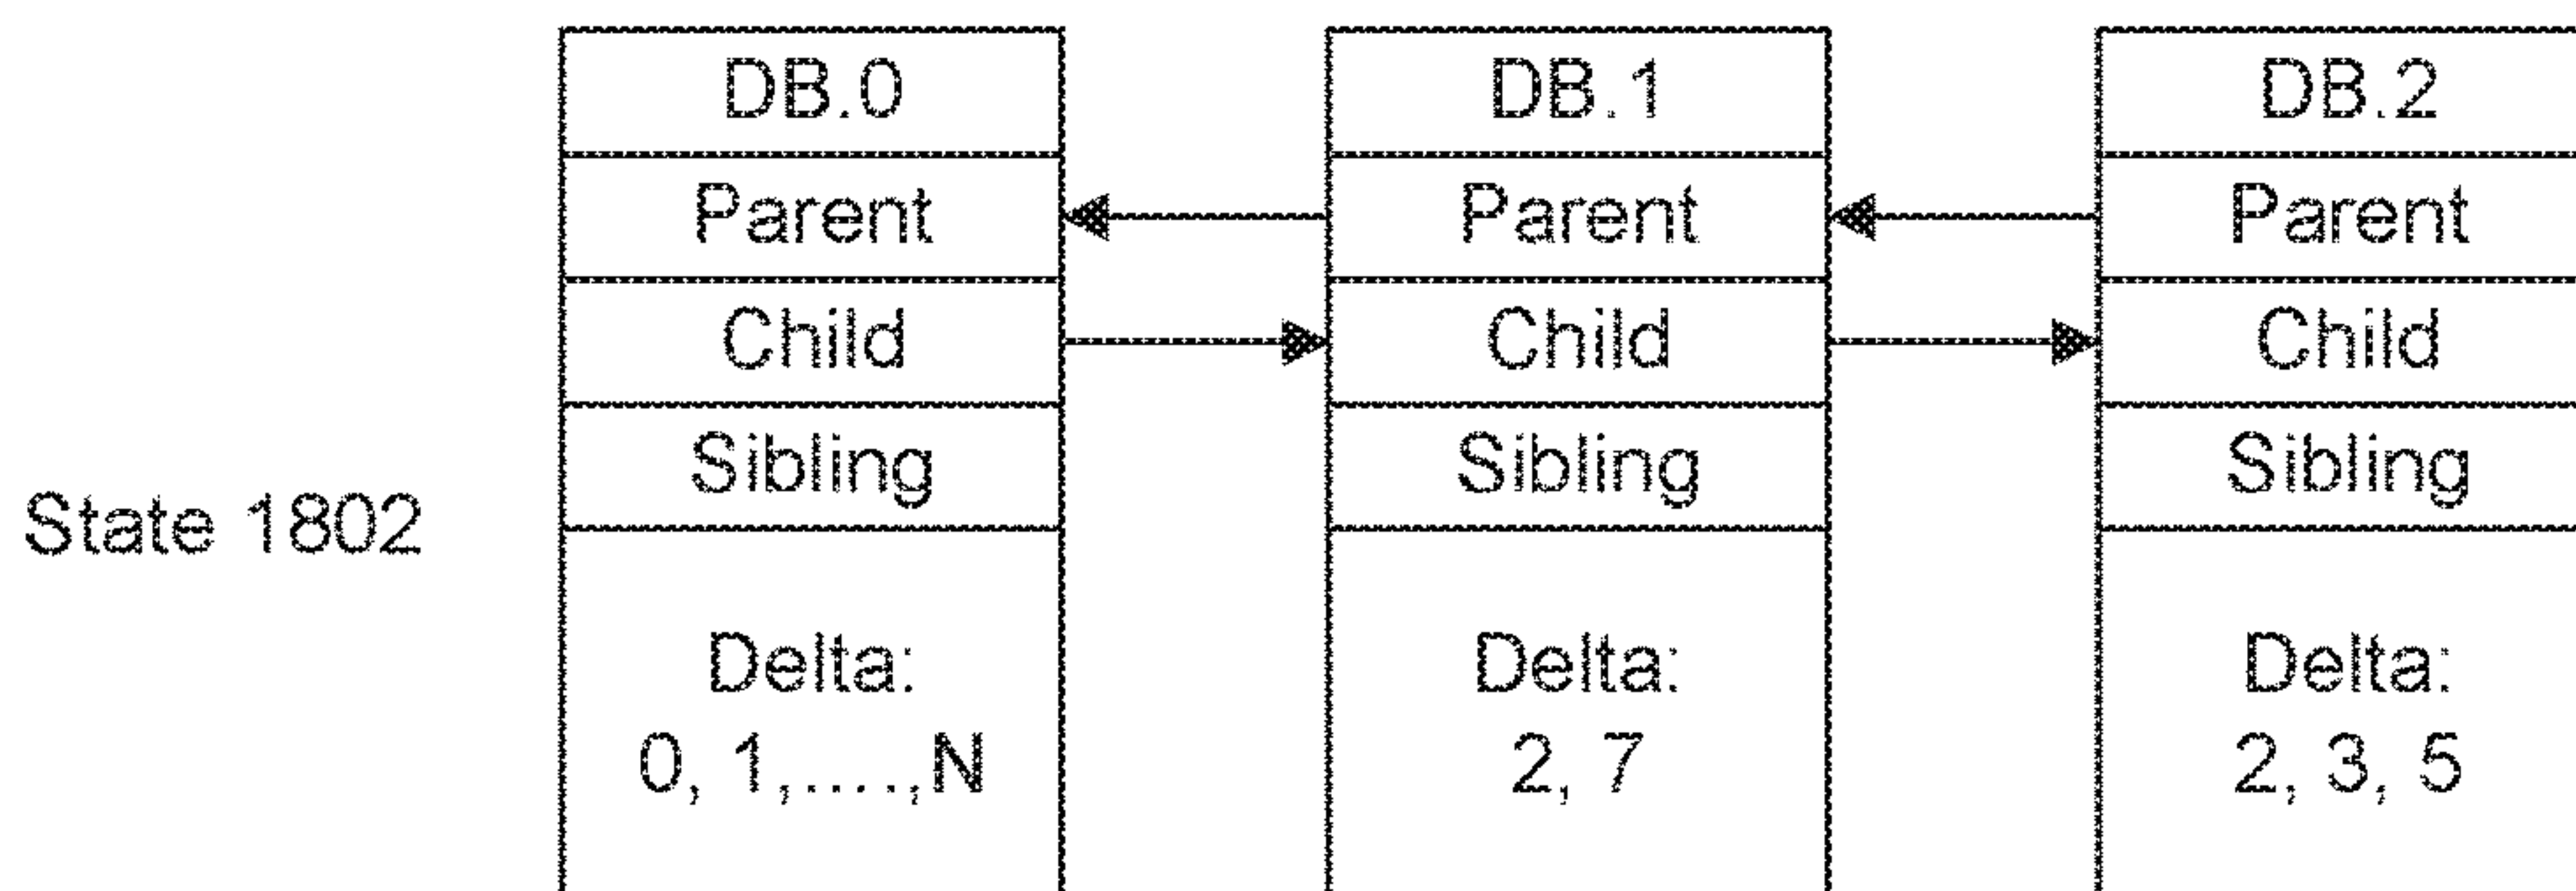 DB.0
Parent
Child
Sibling
Delta:
0, 1,....,N
DB.1
Parent
Child
Sibling
Delta:
2, 7
DB.2
Parent
Child
Sibling
Delta:
2, 3, 5
State 1802